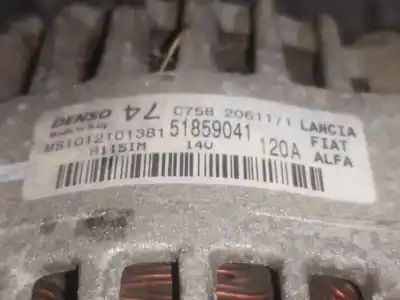 DENSO 74 C758 20611/1 LANCIA
Made in Italy FIAT
MS1012101381 51859041 ALFA
A115IM 14V 120A